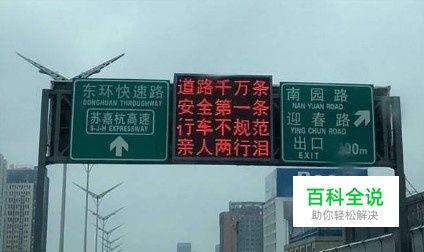 东环快速路
DONGHUAN THROUGHWAY
苏嘉杭高速
S-J-H EXPRESSWAY
道路千万条
安全第一条
行车不规范
亲人两行泪
南园路
NAN YUAN ROAD
迎春路
YING CHUN ROAD
出口
EXIT
00m
百科全说
助你轻松解决